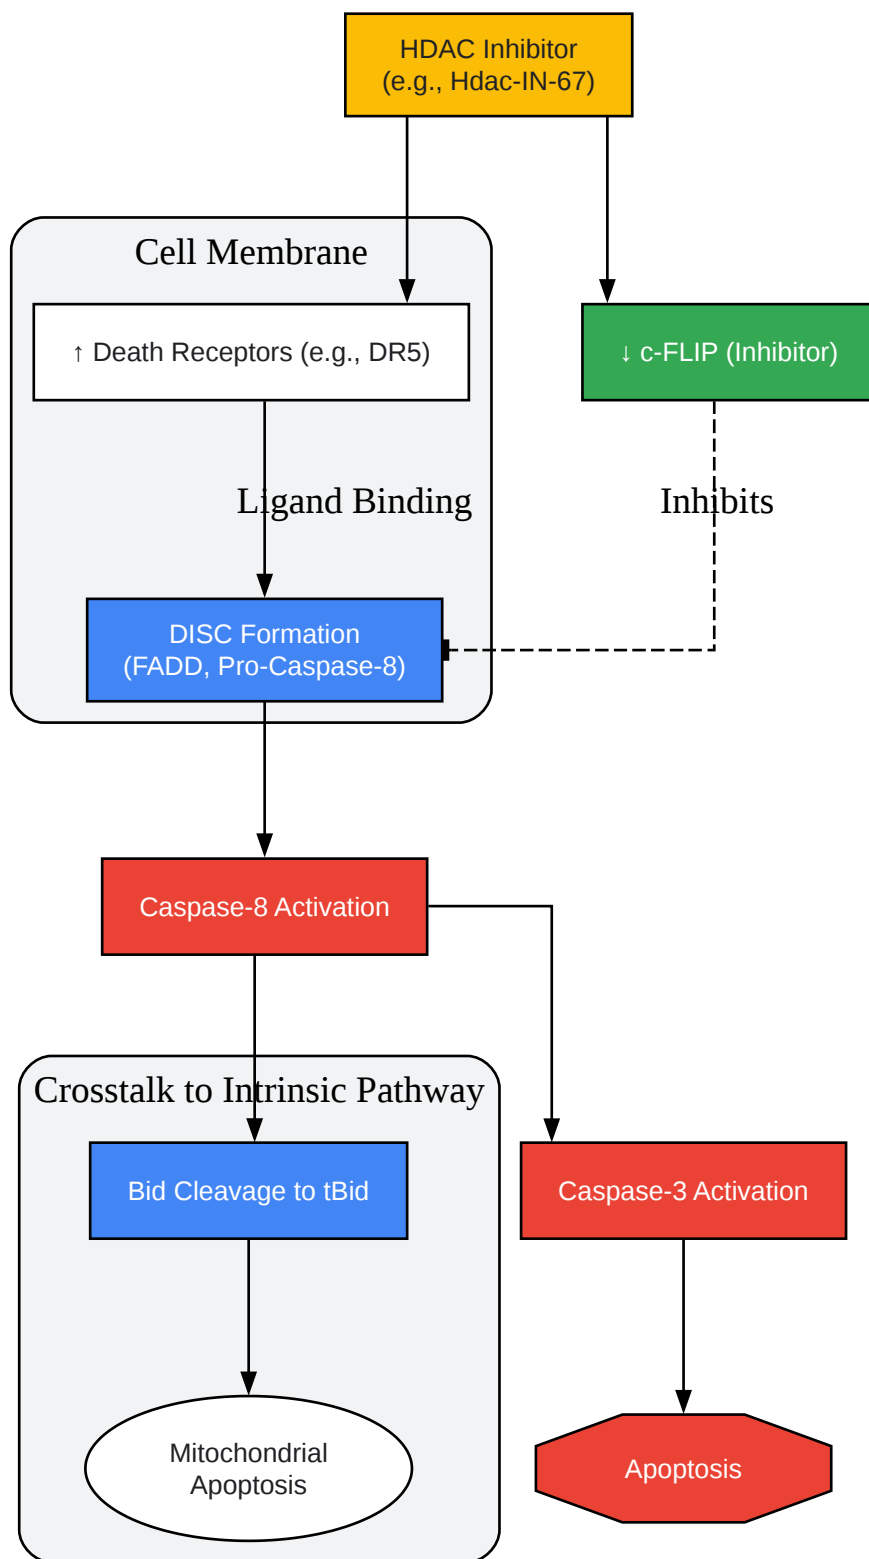 HDAC Inhibitor
(e.g., Hdac-IN-67)
Cell Membrane
↑ Death Receptors (e.g., DR5)
↓ c-FLIP (Inhibitor)
Ligand Binding
Inhibits
DISC Formation
(FADD, Pro-Caspase-8)
Caspase-8 Activation
Crosstalk to Intrinsic Pathway
Bid Cleavage to tBid
Caspase-3 Activation
Mitochondrial
Apoptosis
Apoptosis